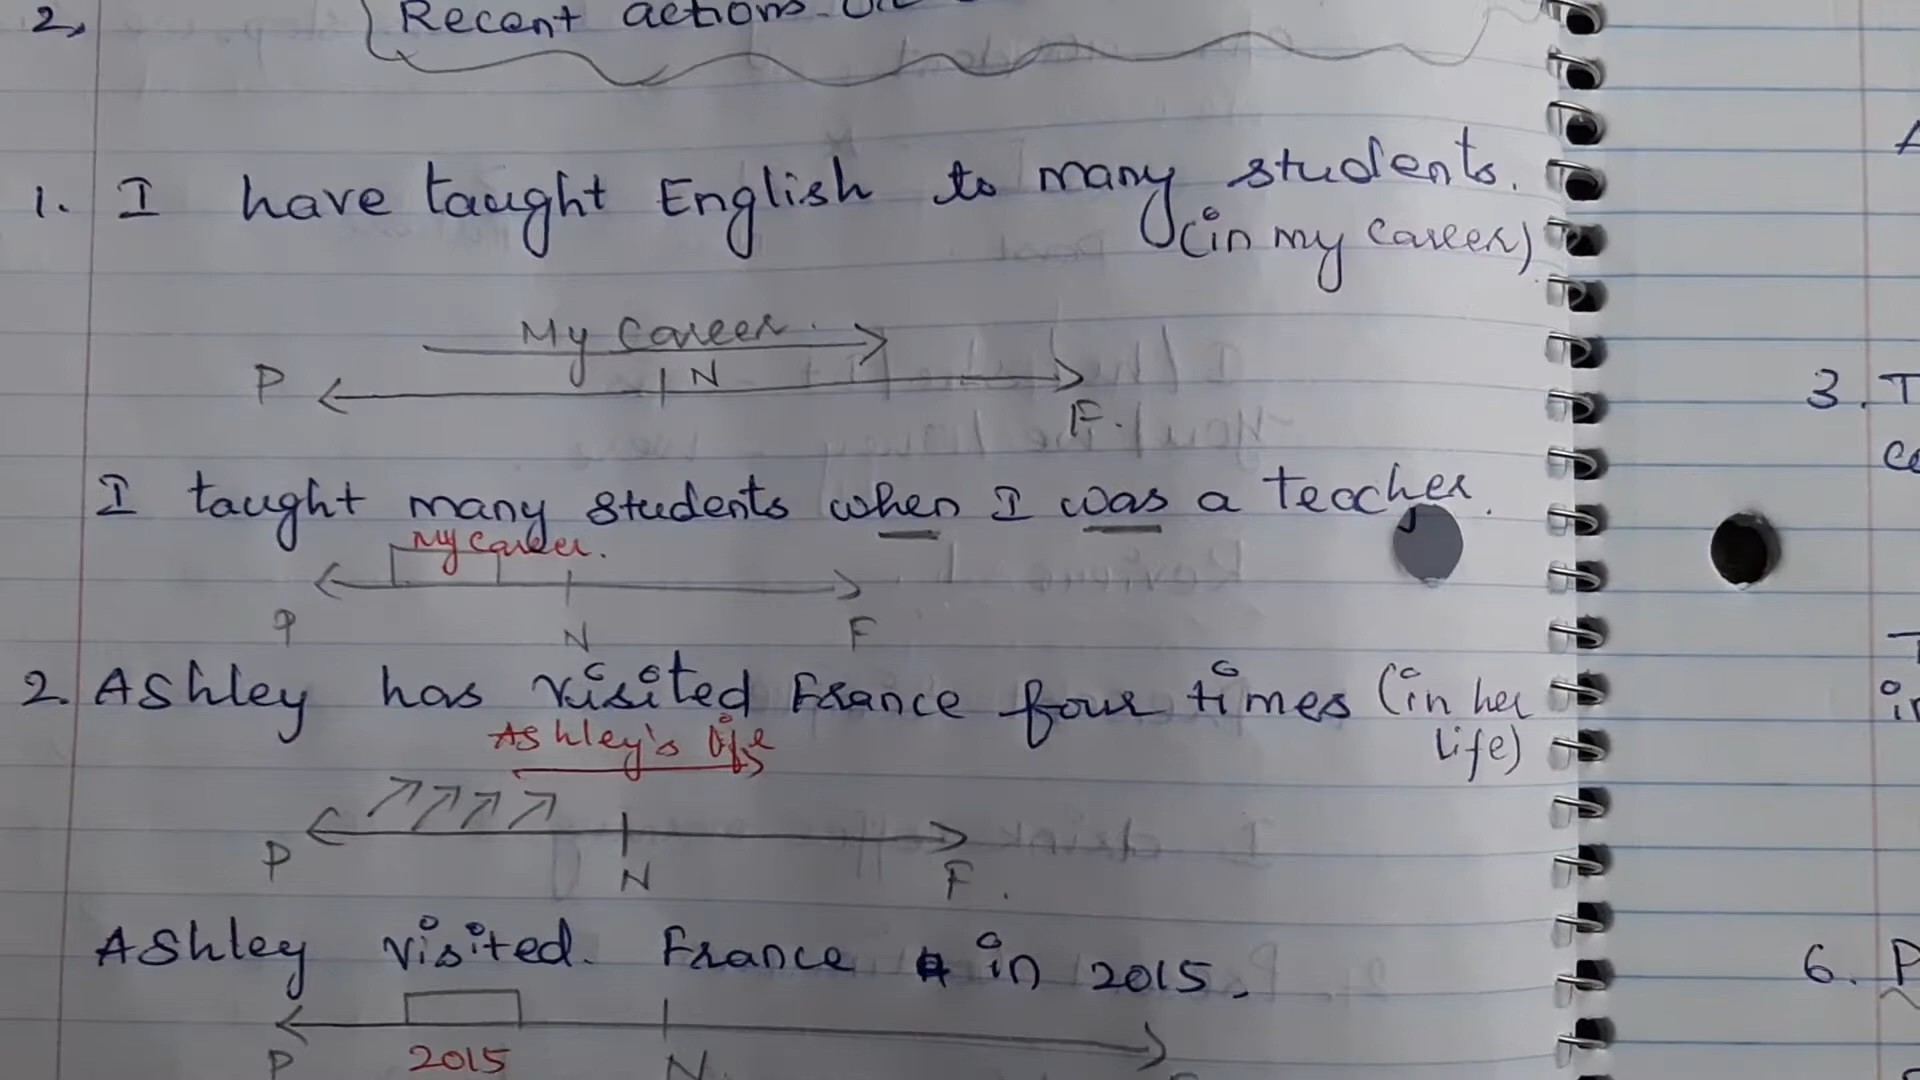 2,
Recent actions
1. I have taught English to many students.
(in my career)
My Career.
P N F.
I taught many students when I was a teacher.
My career.
P N F
2. Ashley has visited France four times (in her
life)
Ashley's life
P N F.
Ashley visited. France in 2015.
P 2015 N.
3. T
6. P